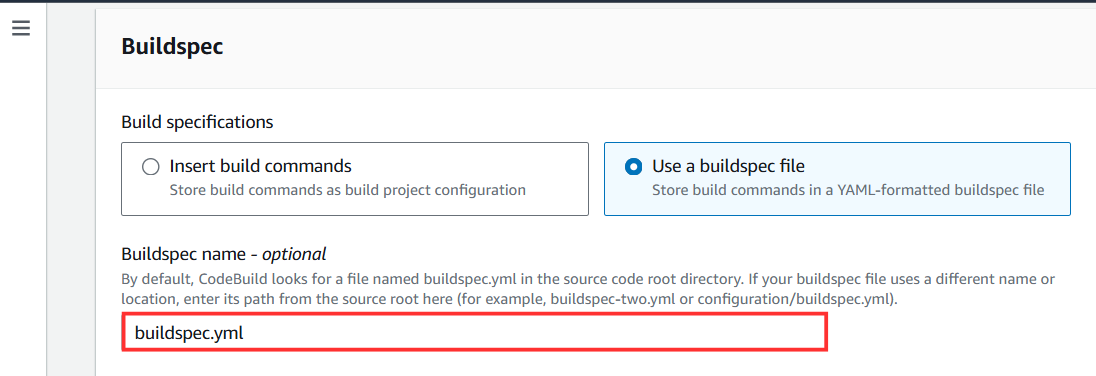 Buildspec
Build specifications
Insert build commands
Store build commands as build project configuration
Use a buildspec file
Store build commands in a YAML-formatted buildspec file
Buildspec name - optional
By default, CodeBuild looks for a file named buildspec.yml in the source code root directory. If your buildspec file uses a different name or
location, enter its path from the source root here (for example, buildspec-two.yml or configuration/buildspec.yml).
buildspec.yml